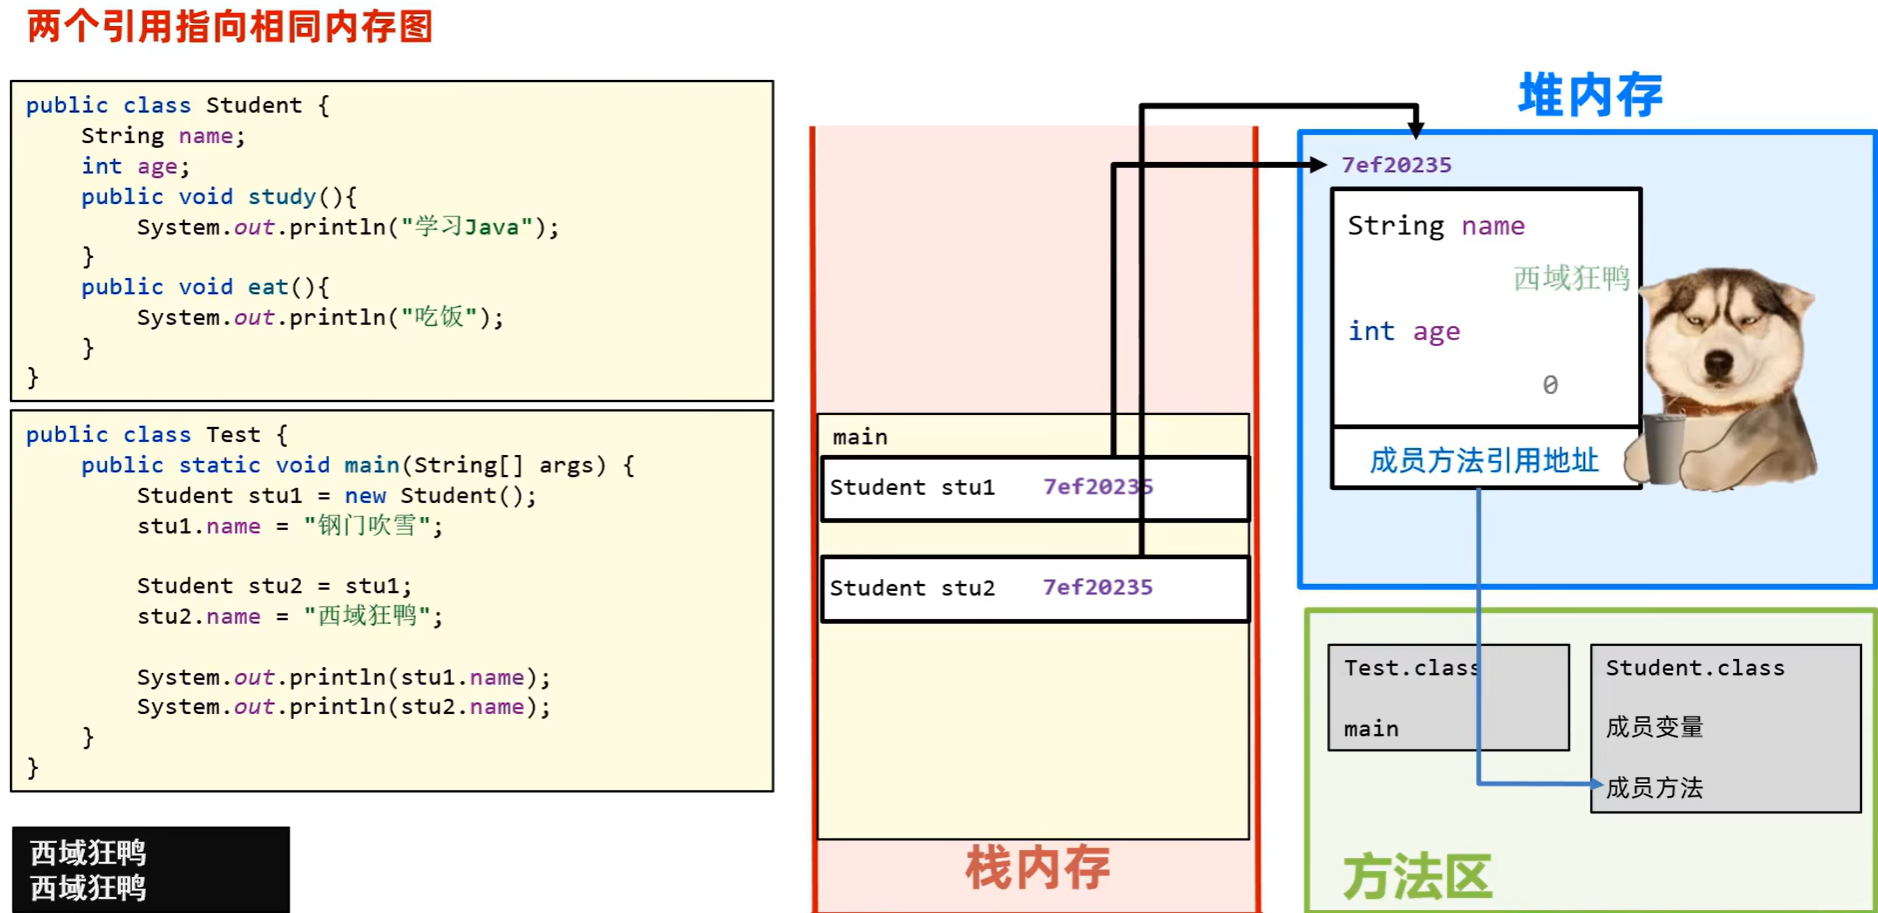 两个引用指向相同内存图
public class Student {
    String name;
    int age;
    public void study(){
        System.out.println("学习Java");
    }
    public void eat(){
        System.out.println("吃饭");
    }
}
public class Test {
    public static void main(String[] args) {
        Student stu1 = new Student();
        stu1.name = "钢门吹雪";

        Student stu2 = stu1;
        stu2.name = "西域狂鸭";

        System.out.println(stu1.name);
        System.out.println(stu2.name);
    }
}
西域狂鸭
西域狂鸭
main
Student stu1 7ef20235
Student stu2 7ef20235
栈内存
堆内存
7ef20235
String name
西域狂鸭
int age
0
成员方法引用地址
Test.class
main
Student.class
成员变量
成员方法
方法区